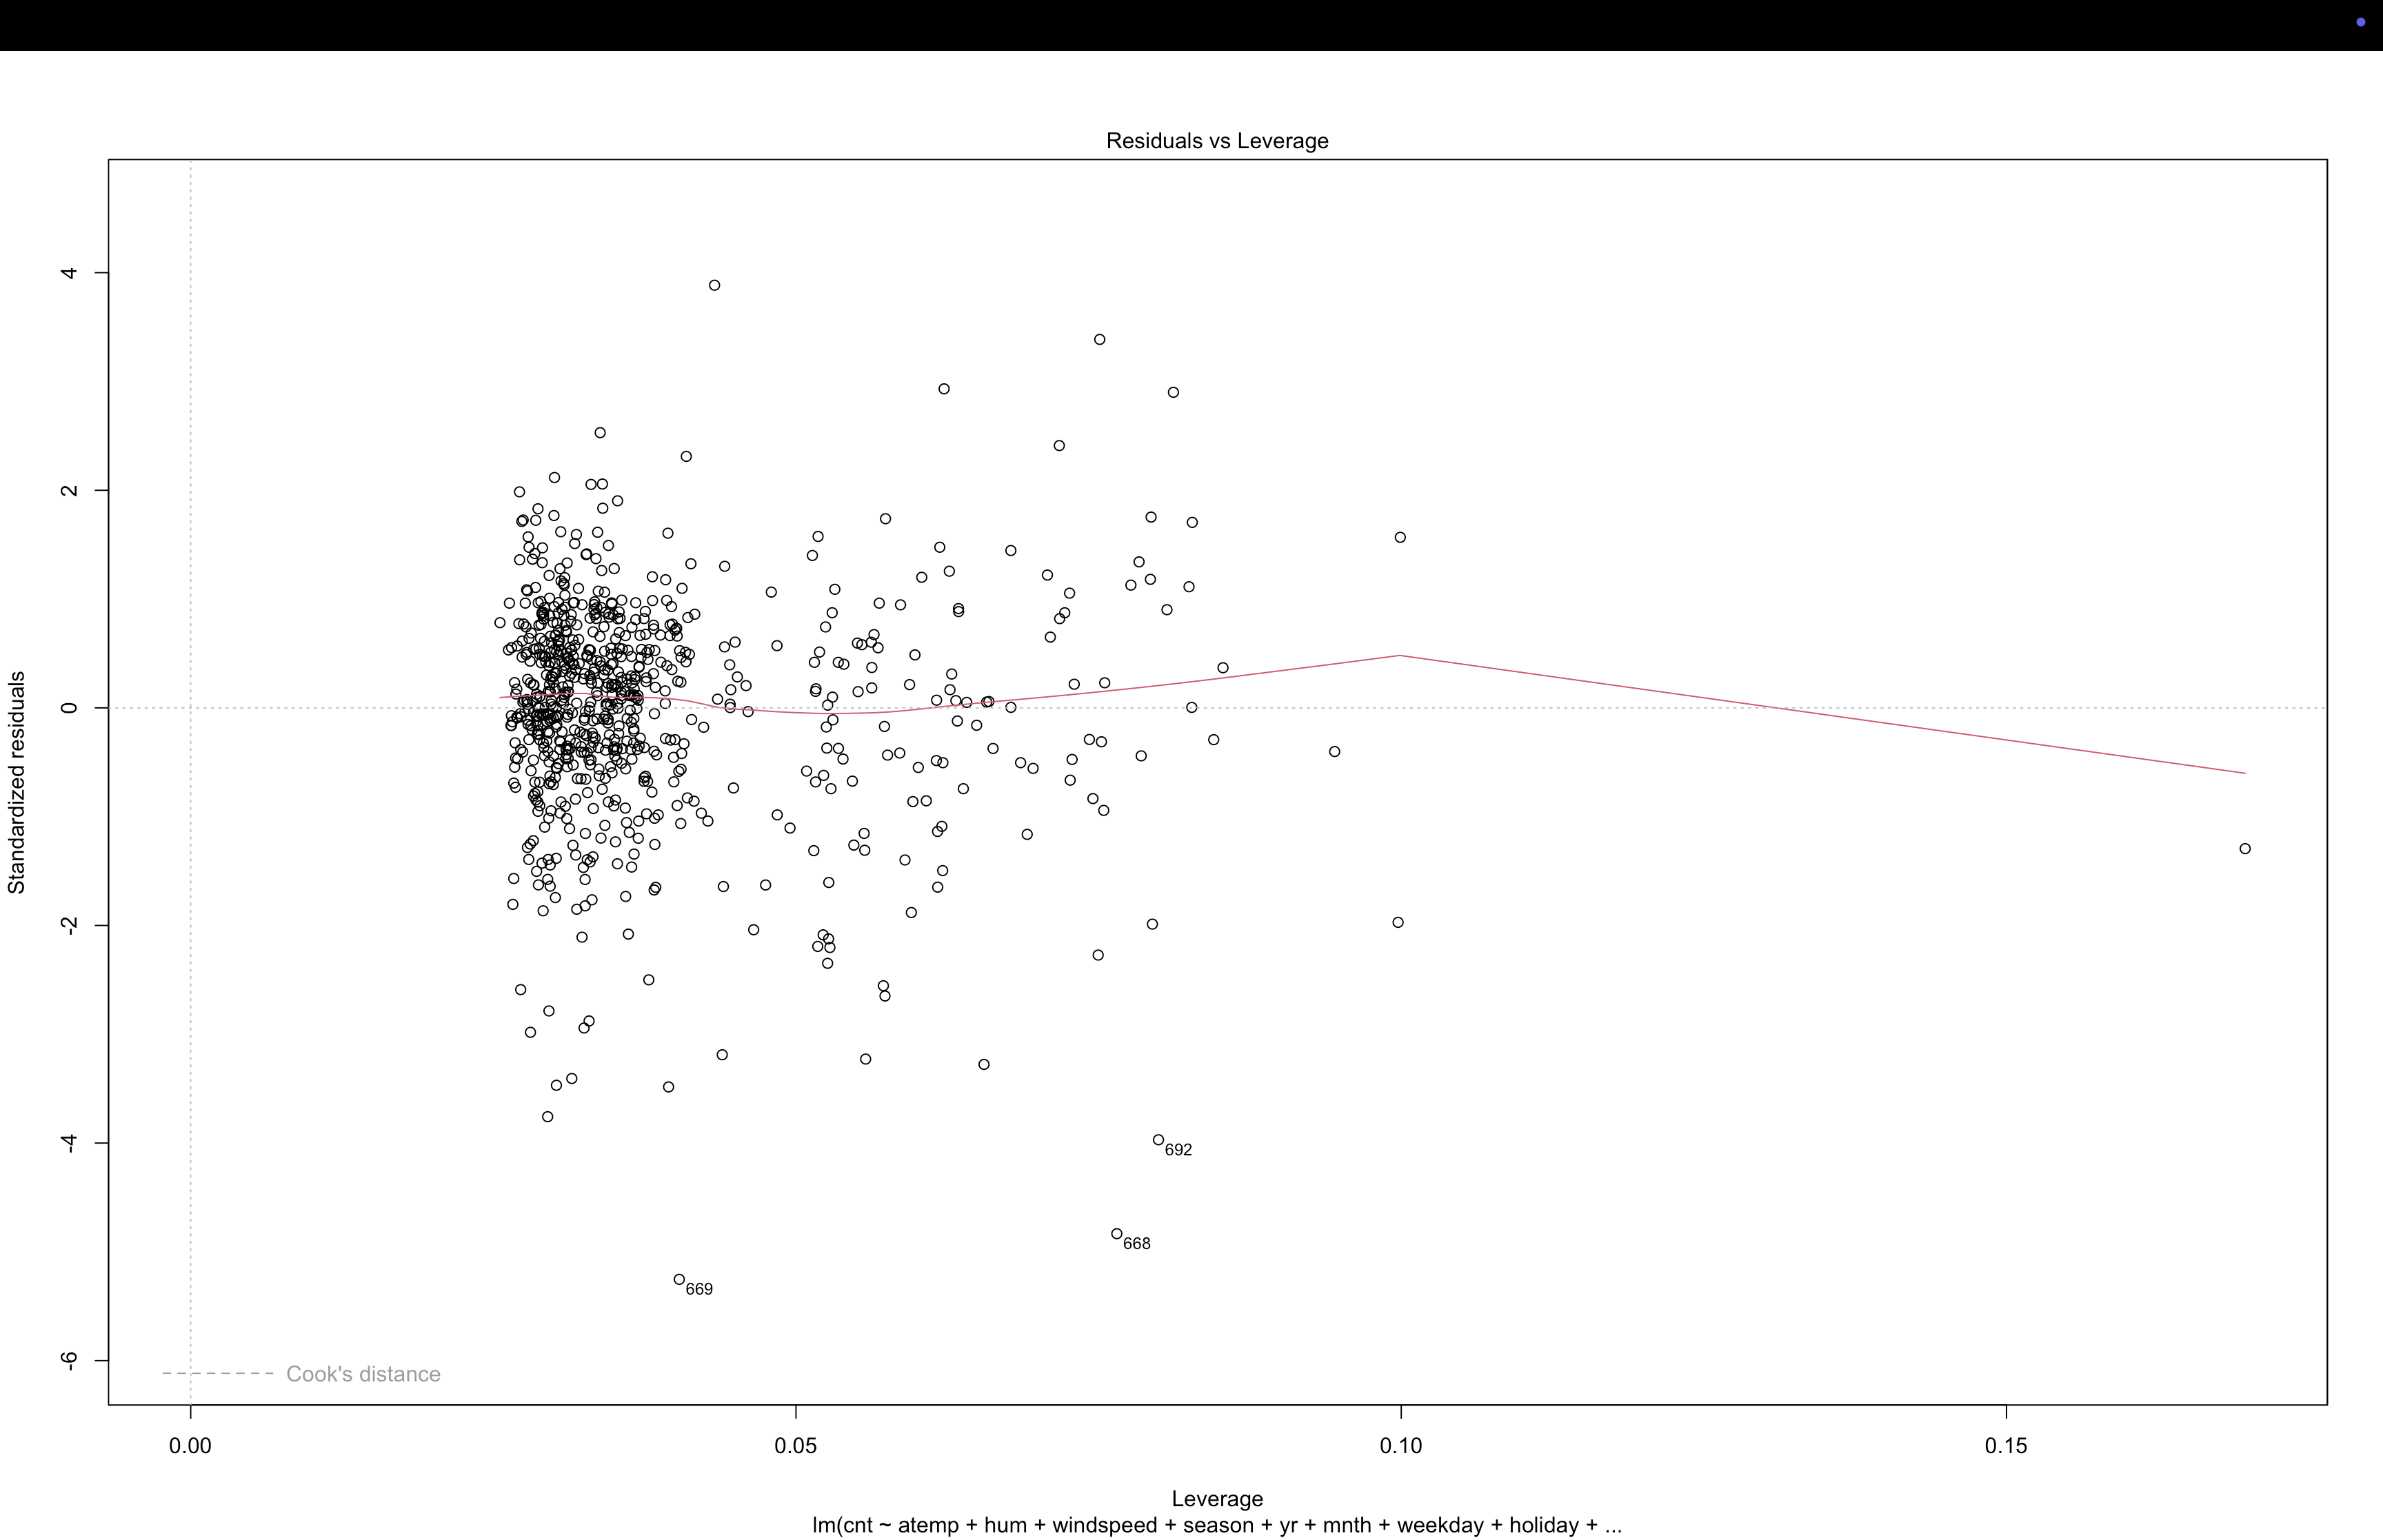 Residuals vs Leverage
Standardized residuals
4
2
0
-2
-4
-6
692
668
669
Cook's distance
0.00 0.05 0.10 0.15
Leverage
lm(cnt ~ atemp + hum + windspeed + season + yr + mnth + weekday + holiday + ...